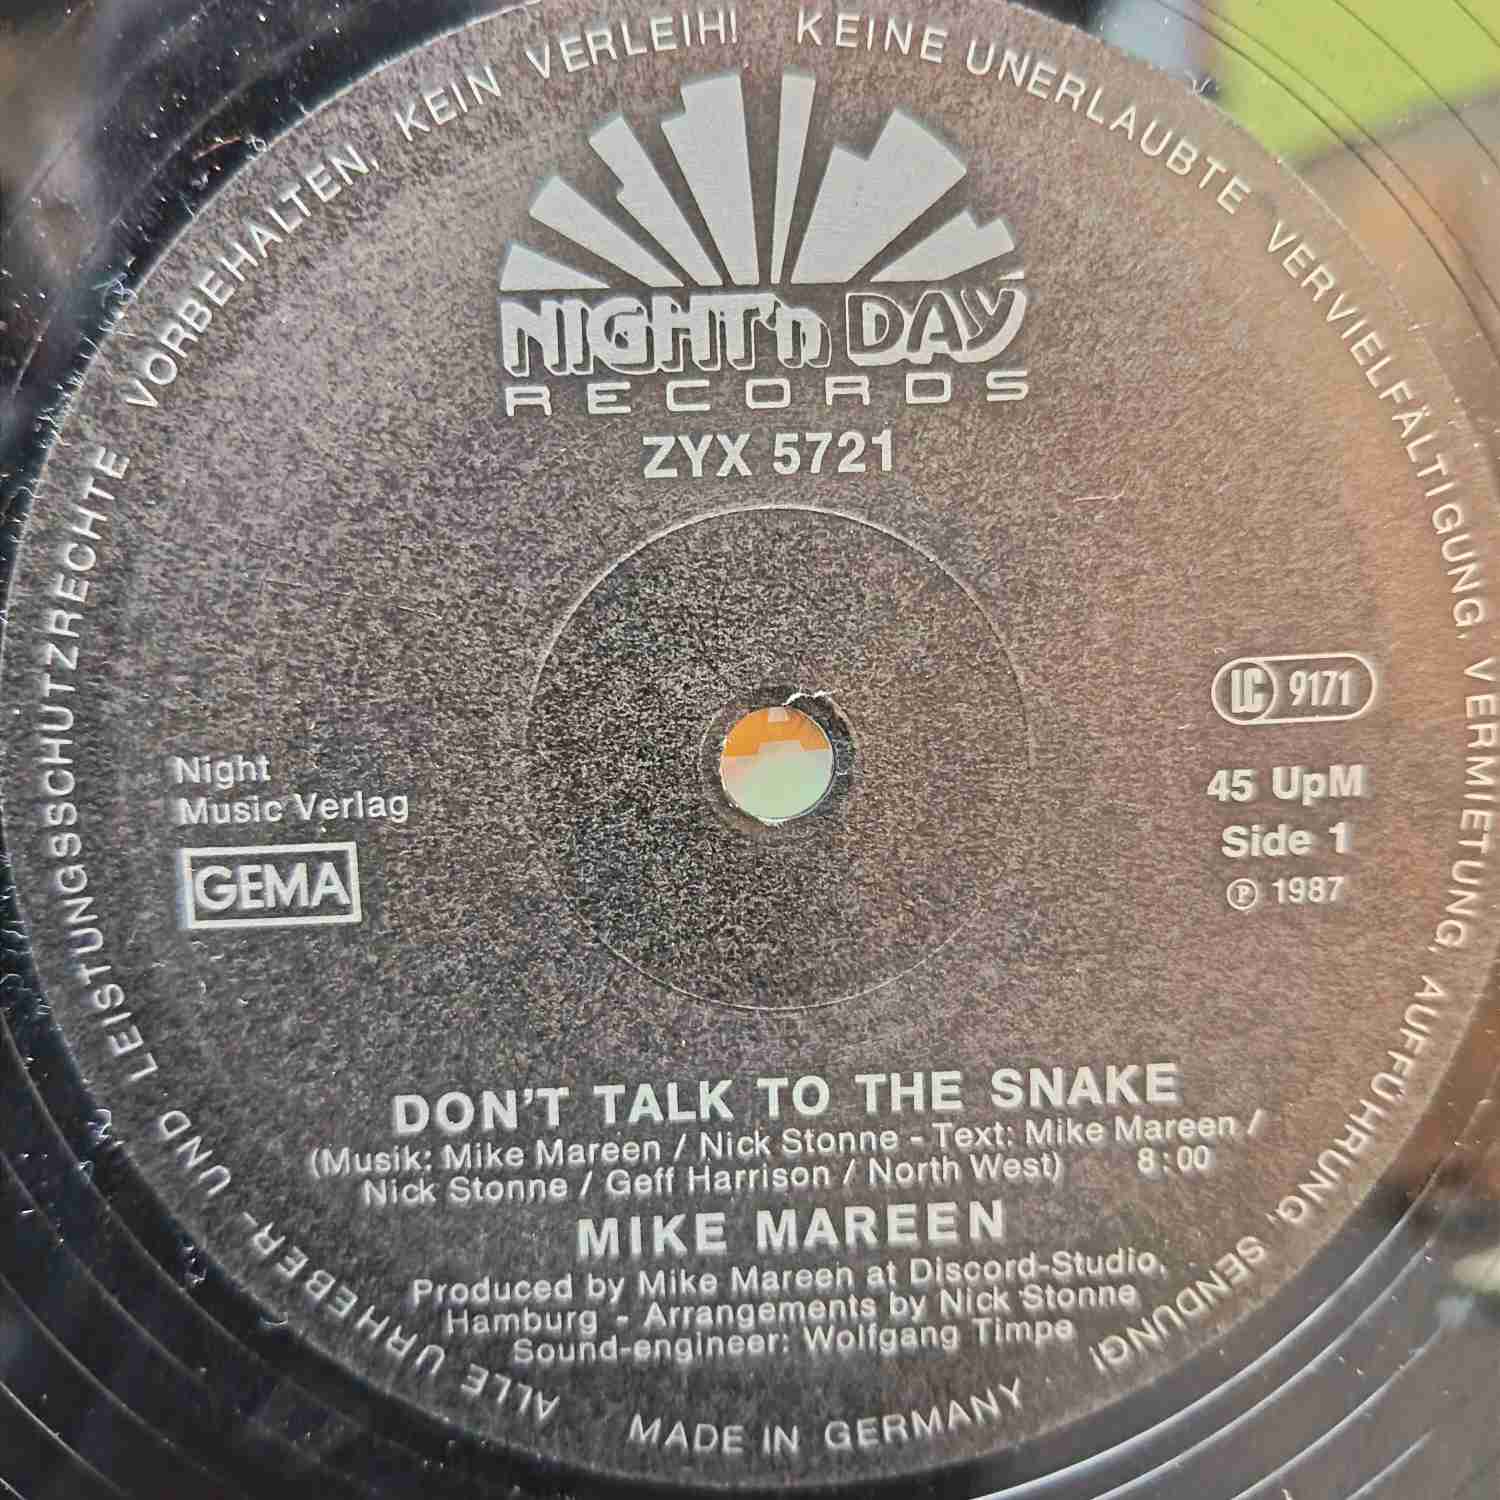 ALLE URHEBER- UND LEISTUNGSSCHUTZRECHTE VORBEHALTEN, KEIN VERLEIH! KEINE UNERLAUBTE VERVIELFÄLTIGUNG, VERMIETUNG, AUFFÜHRUNG, SENDUNG!
NIGHT'n DAY
RECORDS
ZYX 5721
LC 9171
45 UpM
Side 1
℗ 1987
Night
Music Verlag
GEMA
DON'T TALK TO THE SNAKE
(Musik: Mike Mareen / Nick Stonne - Text: Mike Mareen /
Nick Stonne / Geff Harrison / North West) 8:00
MIKE MAREEN
Produced by Mike Mareen at Discord-Studio,
Hamburg - Arrangements by Nick Stonne
Sound-engineer: Wolfgang Timpe
MADE IN GERMANY